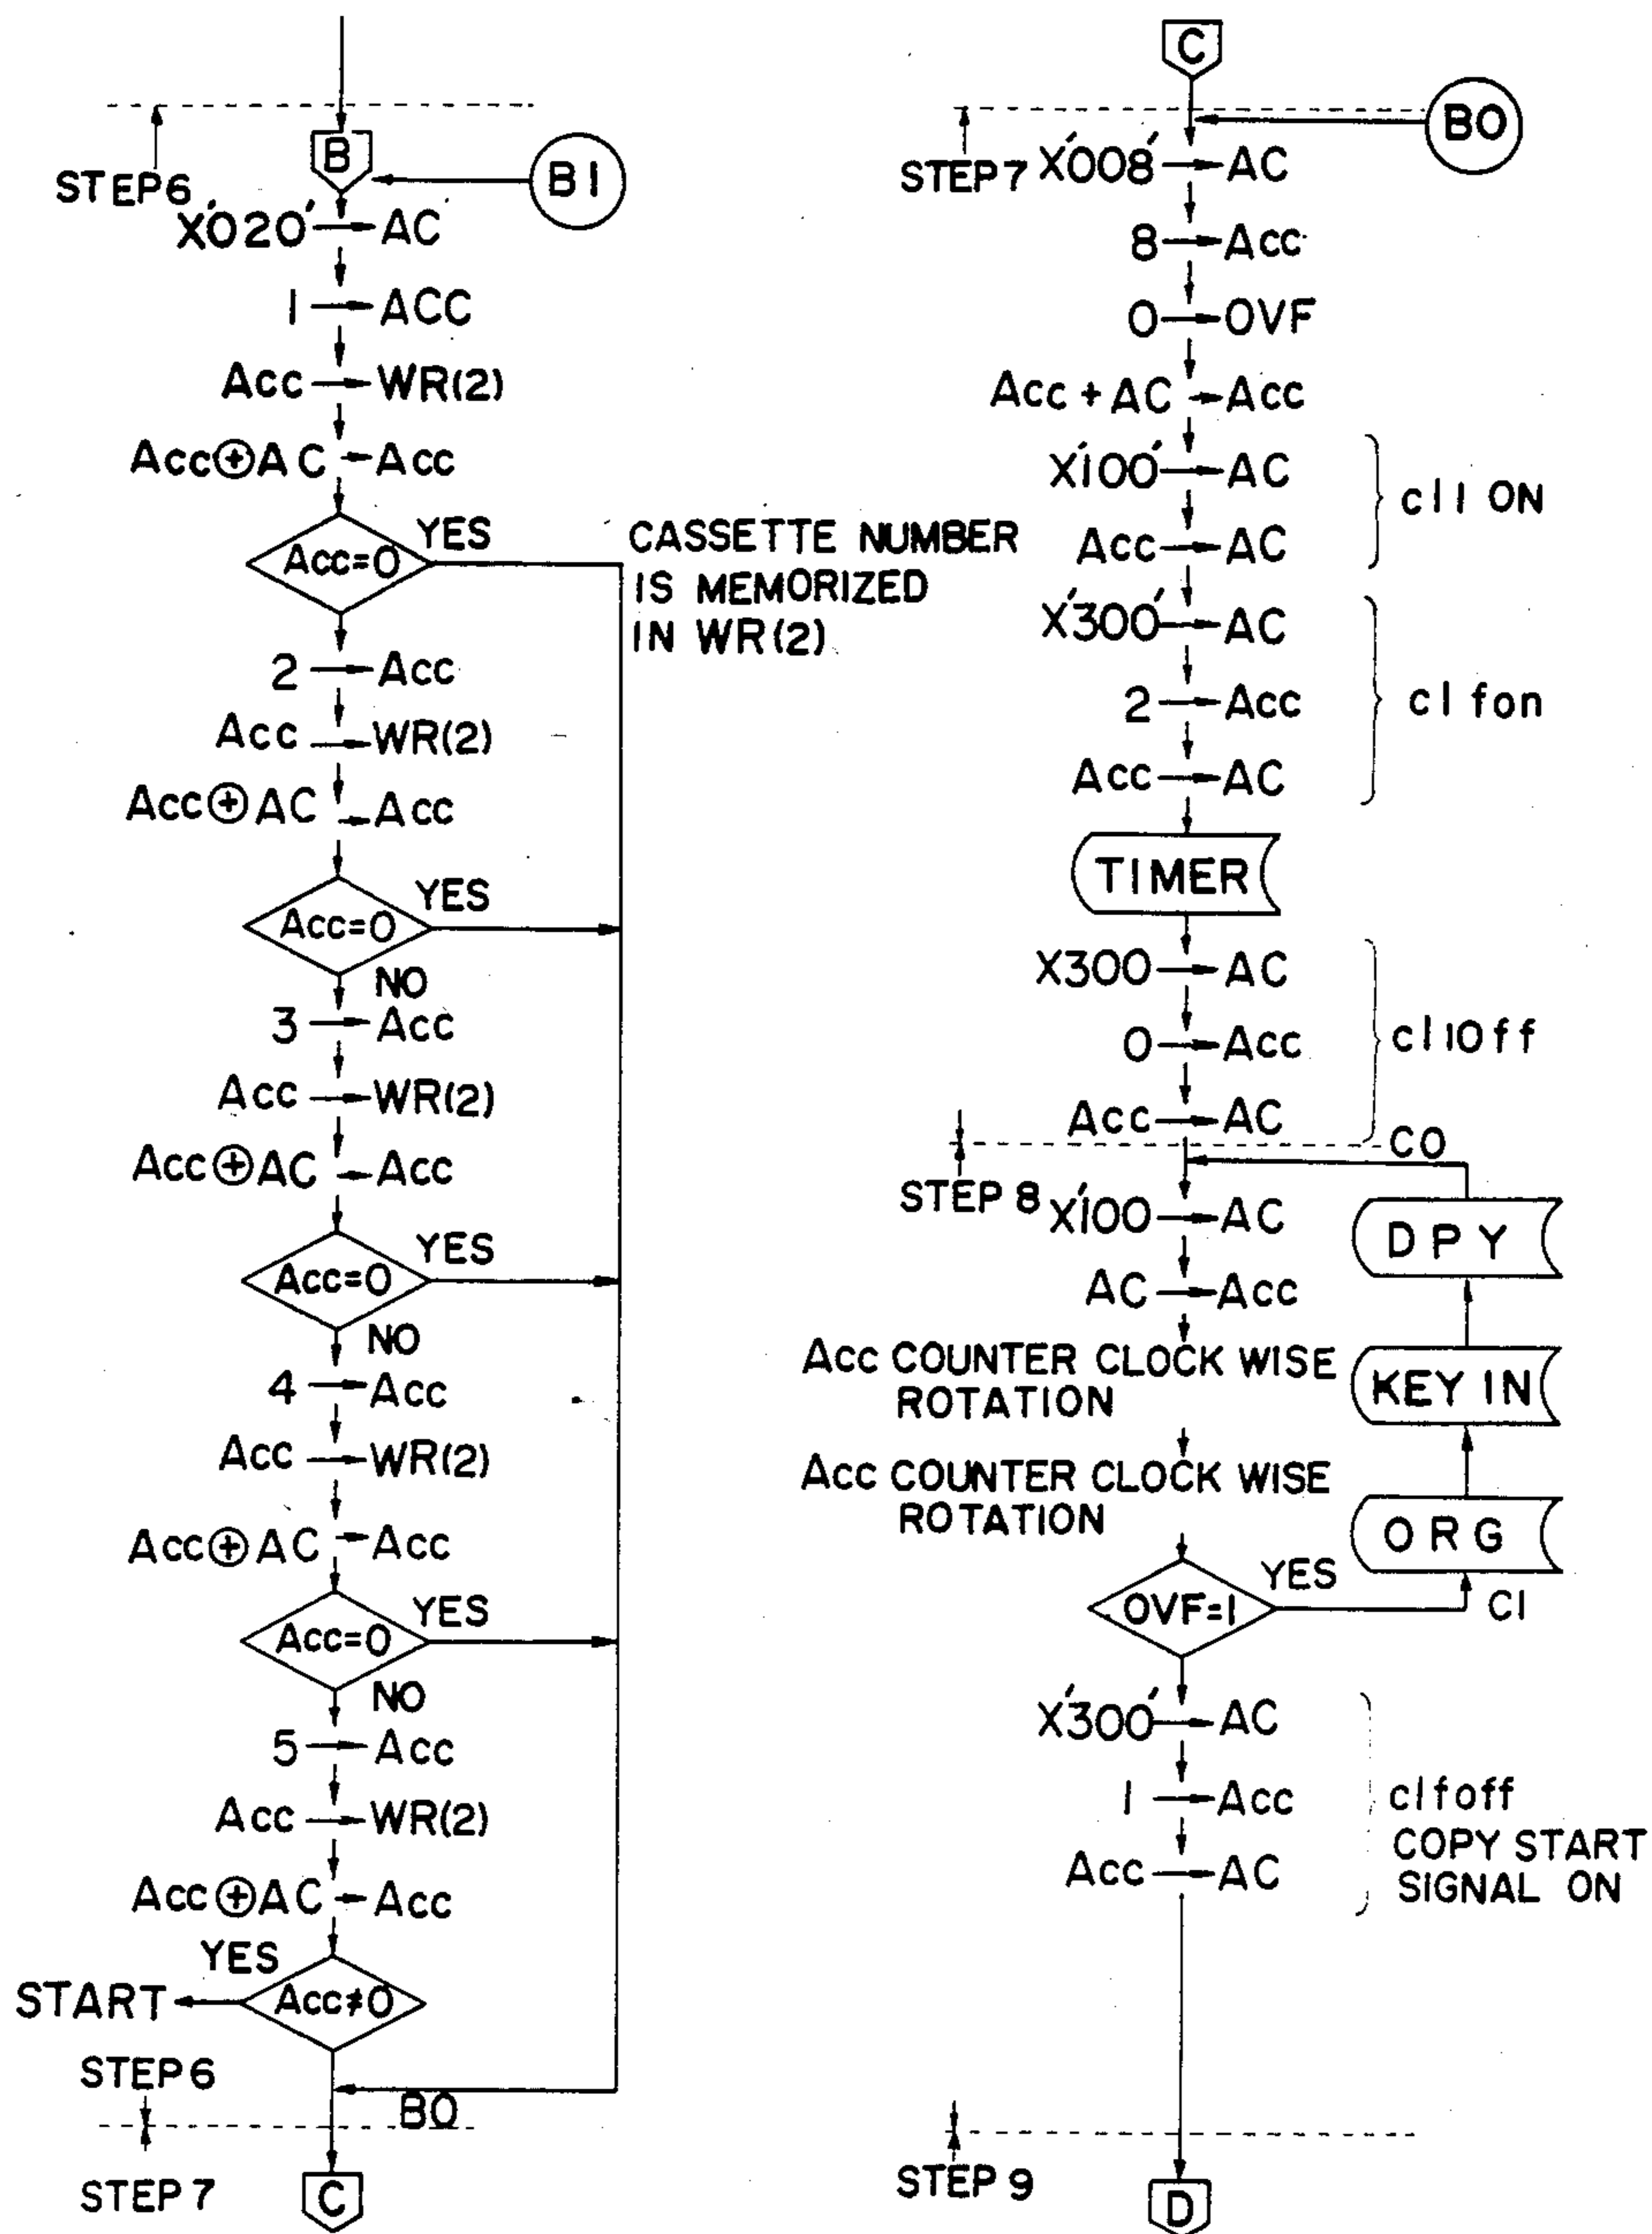 STEP6
B
B1
X'020' → AC
1 → ACC
Acc → WR(2)
Acc⊕AC → Acc
Acc=0
YES
CASSETTE NUMBER
IS MEMORIZED
IN WR(2)
2 → Acc
Acc → WR(2)
Acc⊕AC → Acc
Acc=0
YES
NO
3 → Acc
Acc → WR(2)
Acc⊕AC → Acc
Acc=0
YES
NO
4 → Acc
Acc → WR(2)
Acc⊕AC → Acc
Acc=0
YES
NO
5 → Acc
Acc → WR(2)
Acc⊕AC → Acc
YES
START
Acc≠0
STEP6
B0
STEP7
C
C
B0
STEP7
X'008' → AC
8 → Acc
0 → OVF
Acc + AC → Acc
X'100' → AC
Acc → AC
cl1 ON
X'300' → AC
2 → Acc
Acc → AC
cl fon
TIMER
X300 → AC
0 → Acc
Acc → AC
cl10ff
C0
STEP 8
X'100 → AC
AC → Acc
Acc COUNTER CLOCK WISE
ROTATION
Acc COUNTER CLOCK WISE
ROTATION
OVF=1
YES
C1
ORG
KEY IN
DPY
X'300' → AC
1 → Acc
Acc → AC
clfoff
COPY START
SIGNAL ON
STEP 9
D